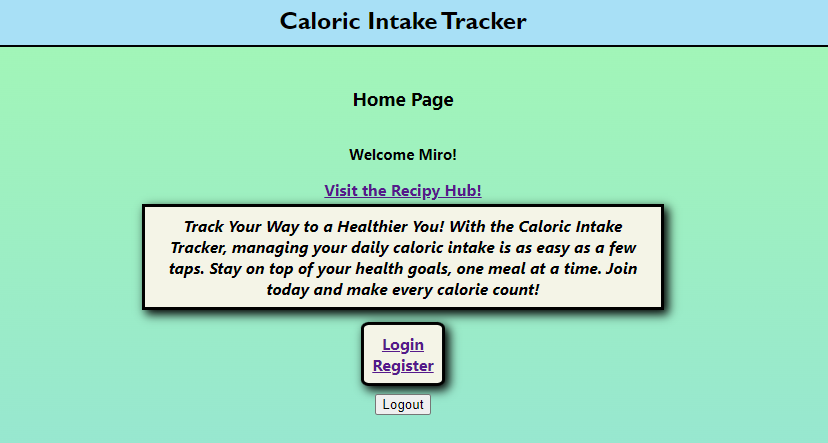 Caloric Intake Tracker
Home Page
Welcome Miro!
Visit the Recipy Hub!
Track Your Way to a Healthier You! With the Caloric Intake
Tracker, managing your daily caloric intake is as easy as a few
taps. Stay on top of your health goals, one meal at a time. Join
today and make every calorie count!
Login
Register
Logout